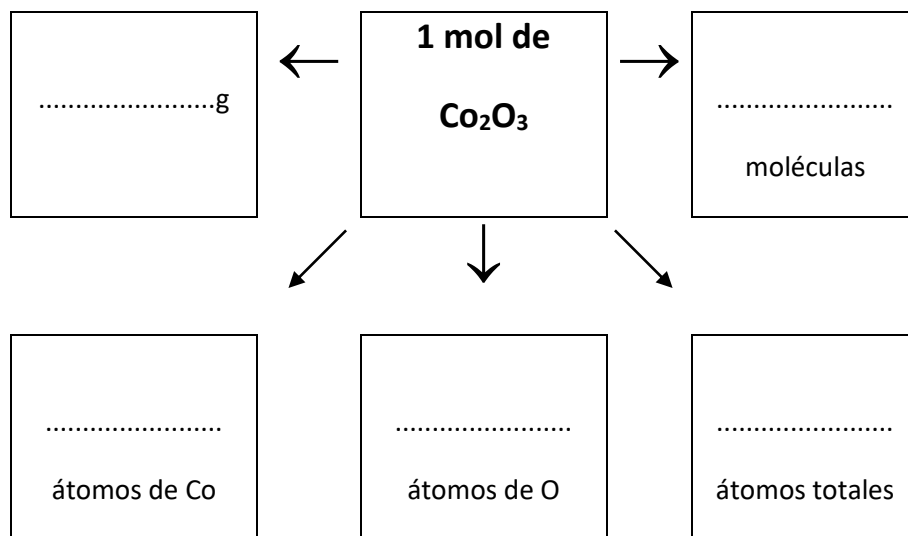 1 mol de
Co₂O₃
........................g
........................
moléculas
........................
átomos de Co
........................
átomos de O
........................
átomos totales